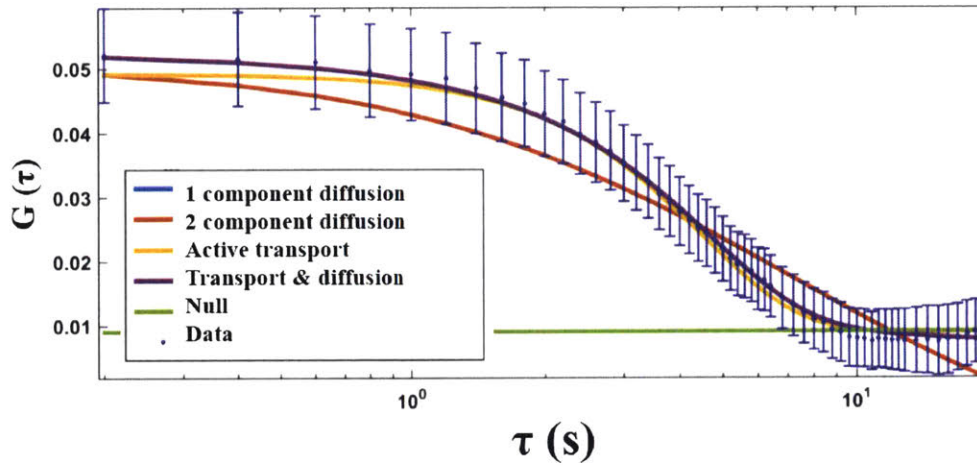 G (τ)
0.05
0.04
0.03
0.02
0.01
1 component diffusion
2 component diffusion
Active transport
Transport & diffusion
Null
Data
10⁰
10¹
τ (s)